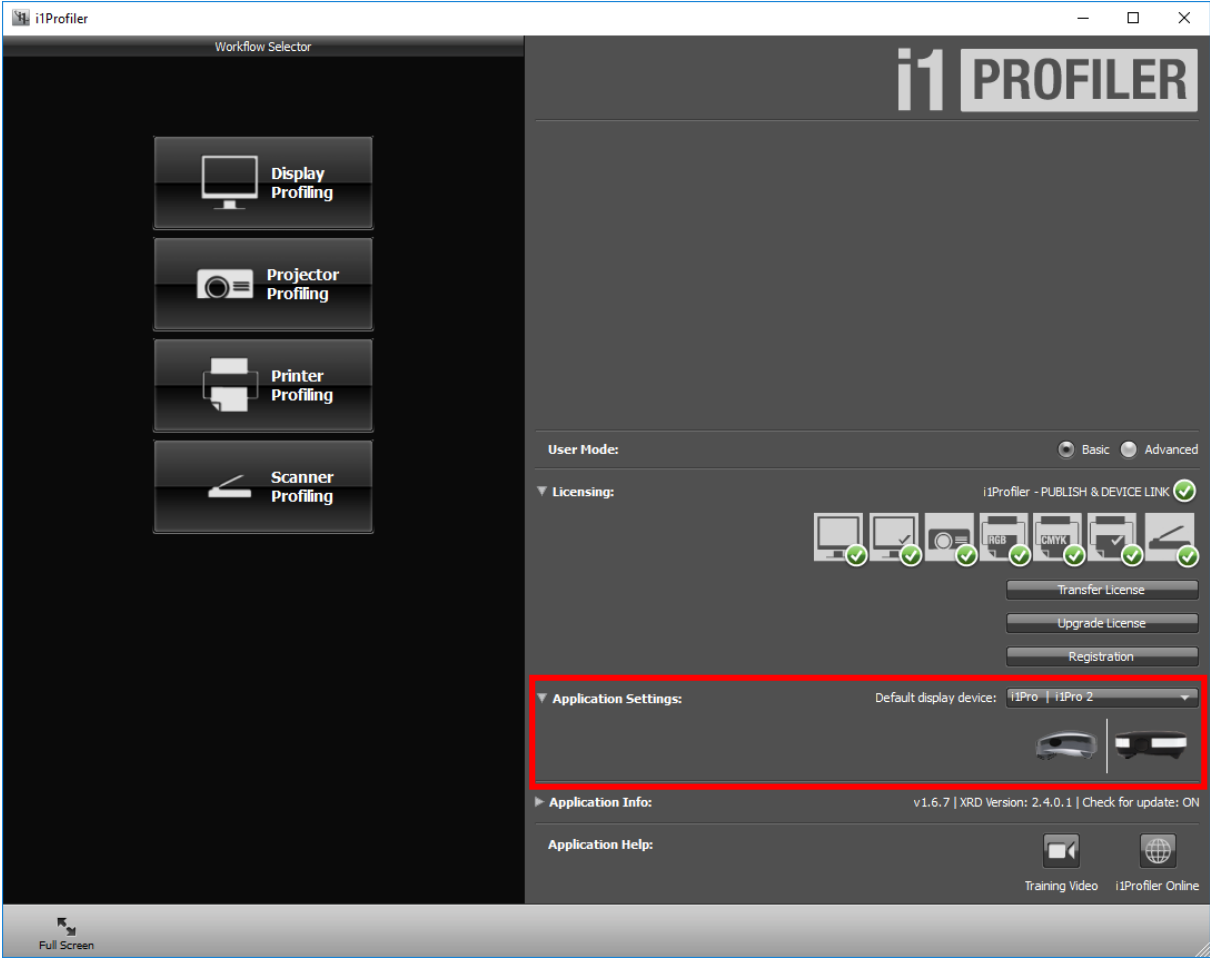 i1Profiler
Workflow Selector
i1 PROFILER
Display
Profiling
Projector
Profiling
Printer
Profiling
Scanner
Profiling
User Mode:
Basic
Advanced
Licensing:
i1Profiler - PUBLISH & DEVICE LINK
RGB
CMYK
Transfer License
Upgrade License
Registration
Application Settings:
Default display device:
i1Pro | i1Pro 2
Application Info:
v1.6.7 | XRD Version: 2.4.0.1 | Check for update: ON
Application Help:
Training Video
i1Profiler Online
Full Screen